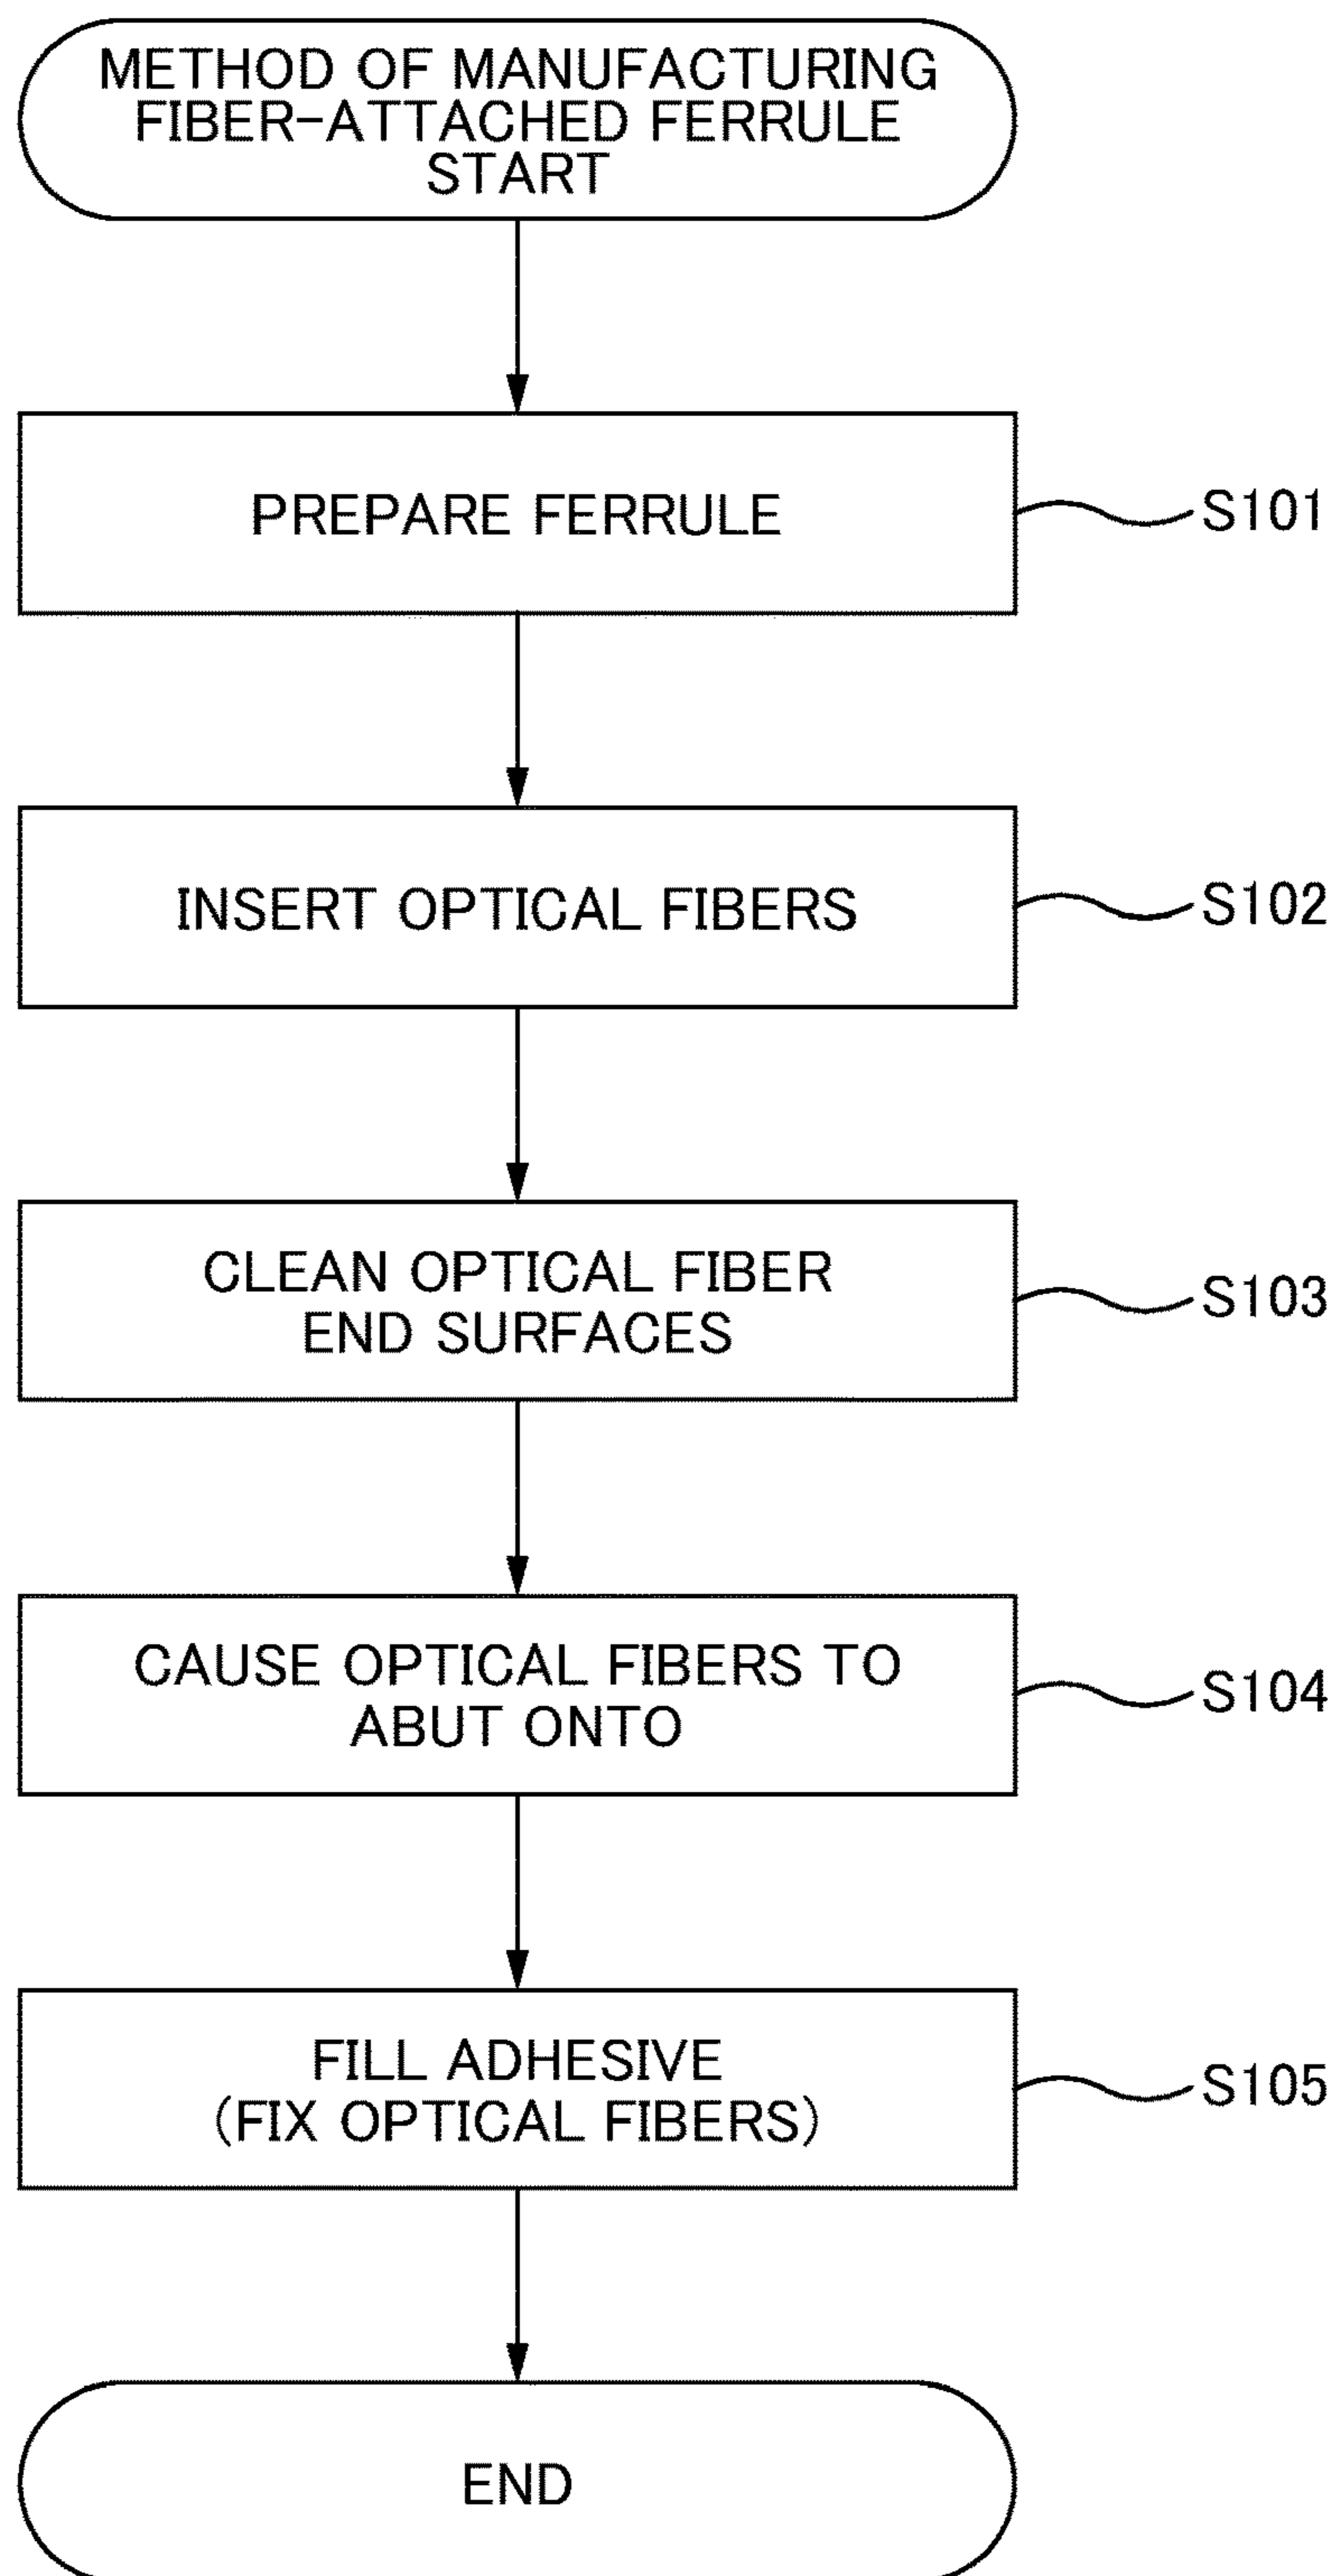 METHOD OF MANUFACTURING
FIBER-ATTACHED FERRULE
START
PREPARE FERRULE
S101
INSERT OPTICAL FIBERS
S102
CLEAN OPTICAL FIBER
END SURFACES
S103
CAUSE OPTICAL FIBERS TO
ABUT ONTO
S104
FILL ADHESIVE
(FIX OPTICAL FIBERS)
S105
END